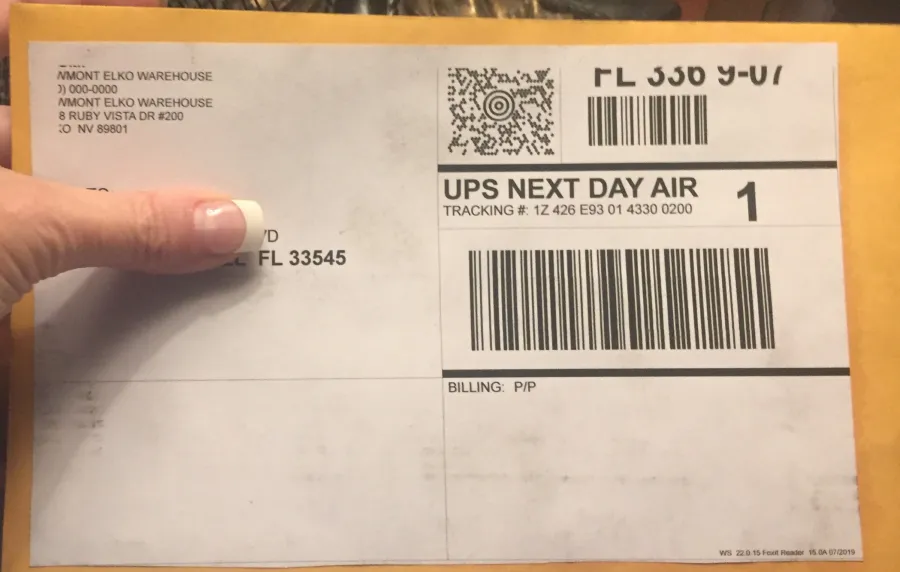 NMONT ELKO WAREHOUSE
) 000-0000
WMONT ELKO WAREHOUSE
8 RUBY VISTA DR #200
KO NV 89801
FL 336 9-07
UPS NEXT DAY AIR 1
TRACKING #: 1Z 426 E93 01 4330 0200
/D
FL 33545
BILLING: P/P
WS 22.0.15 Foxit Reader 15.0A 07/2019